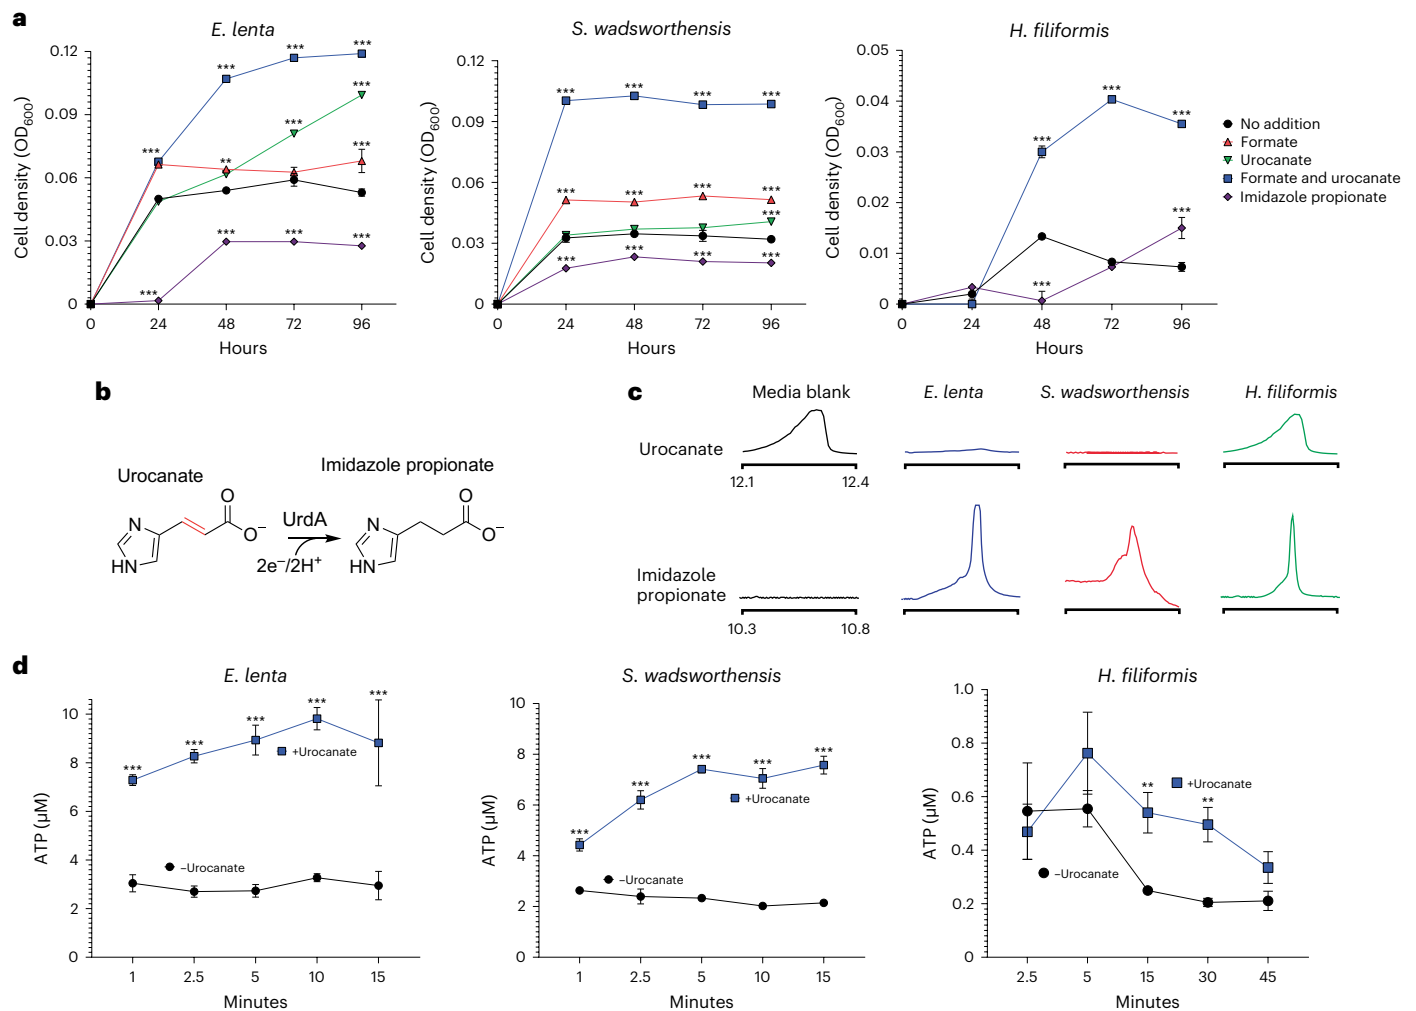 a
E. lenta
S. wadsworthensis
H. filiformis
Cell density (OD600)
0.12
0.09
0.06
0.03
0
*** *** *** ***
** ***
*** ***
*** *** *** ***
0 24 48 72 96
Hours
Cell density (OD600)
0.12
0.09
0.06
0.03
0
*** *** *** ***
*** *** *** ***
***
*** *** *** ***
0 24 48 72 96
Hours
Cell density (OD600)
0.05
0.04
0.03
0.02
0.01
0
*** *** ***
*** ***
0 24 48 72 96
Hours
No addition
Formate
Urocanate
Formate and urocanate
Imidazole propionate
b
Urocanate
Imidazole propionate
N
HN
O
O−
UrdA
2e−/2H+
N
HN
O
O−
c
Media blank
E. lenta
S. wadsworthensis
H. filiformis
Urocanate
12.1 12.4
Imidazole
propionate
10.3 10.8
d
E. lenta
S. wadsworthensis
H. filiformis
ATP (µM)
10
8
6
4
2
0
*** *** *** *** ***
+Urocanate
−Urocanate
1 2.5 5 10 15
Minutes
ATP (µM)
10
8
6
4
2
0
*** *** *** *** ***
+Urocanate
−Urocanate
1 2.5 5 10 15
Minutes
ATP (µM)
1.0
0.8
0.6
0.4
0.2
0
** **
+Urocanate
−Urocanate
2.5 5 15 30 45
Minutes